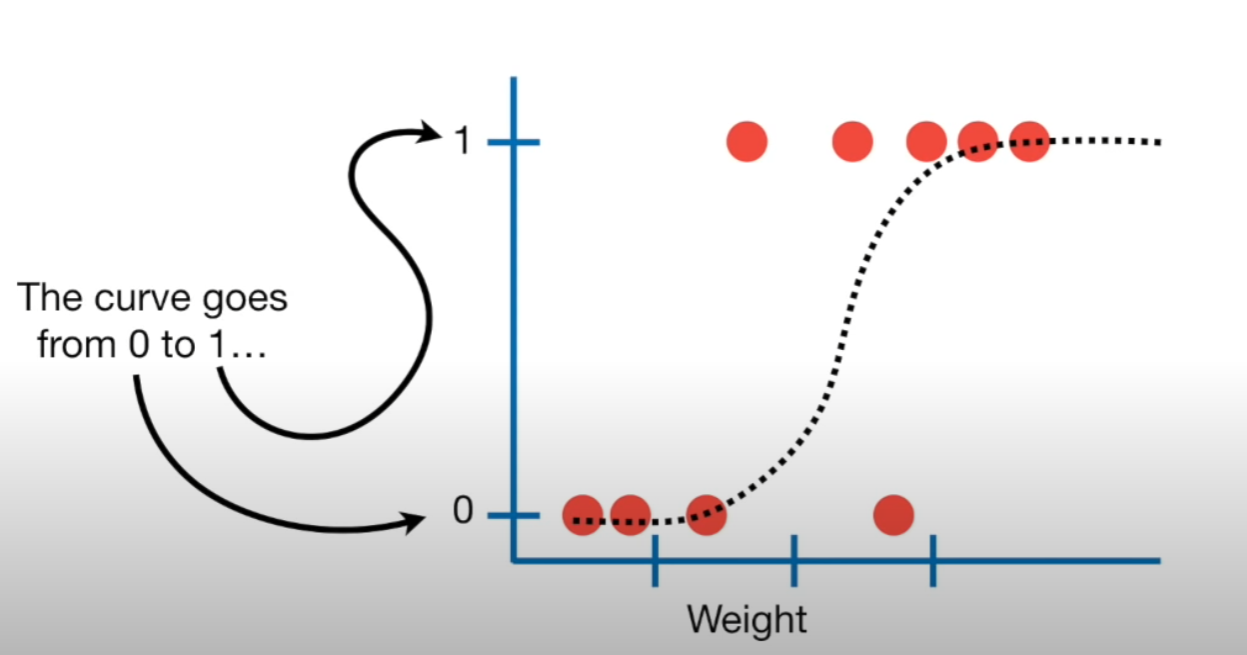 The curve goes
from 0 to 1...
1
0
Weight